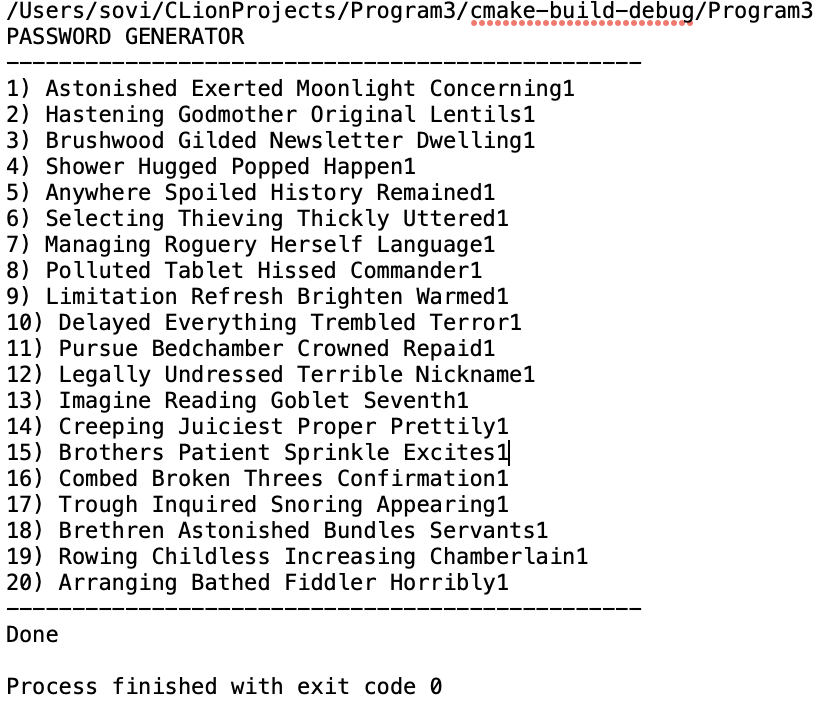 /Users/sovi/CLionProjects/Program3/cmake-build-debug/Program3
PASSWORD GENERATOR
------------------------------------------------
1) Astonished Exerted Moonlight Concerning1
2) Hastening Godmother Original Lentils1
3) Brushwood Gilded Newsletter Dwelling1
4) Shower Hugged Popped Happen1
5) Anywhere Spoiled History Remained1
6) Selecting Thieving Thickly Uttered1
7) Managing Roguery Herself Language1
8) Polluted Tablet Hissed Commander1
9) Limitation Refresh Brighten Warmed1
10) Delayed Everything Trembled Terror1
11) Pursue Bedchamber Crowned Repaid1
12) Legally Undressed Terrible Nickname1
13) Imagine Reading Goblet Seventh1
14) Creeping Juiciest Proper Prettily1
15) Brothers Patient Sprinkle Excites1
16) Combed Broken Threes Confirmation1
17) Trough Inquired Snoring Appearing1
18) Brethren Astonished Bundles Servants1
19) Rowing Childless Increasing Chamberlain1
20) Arranging Bathed Fiddler Horribly1
------------------------------------------------
Done
Process finished with exit code 0